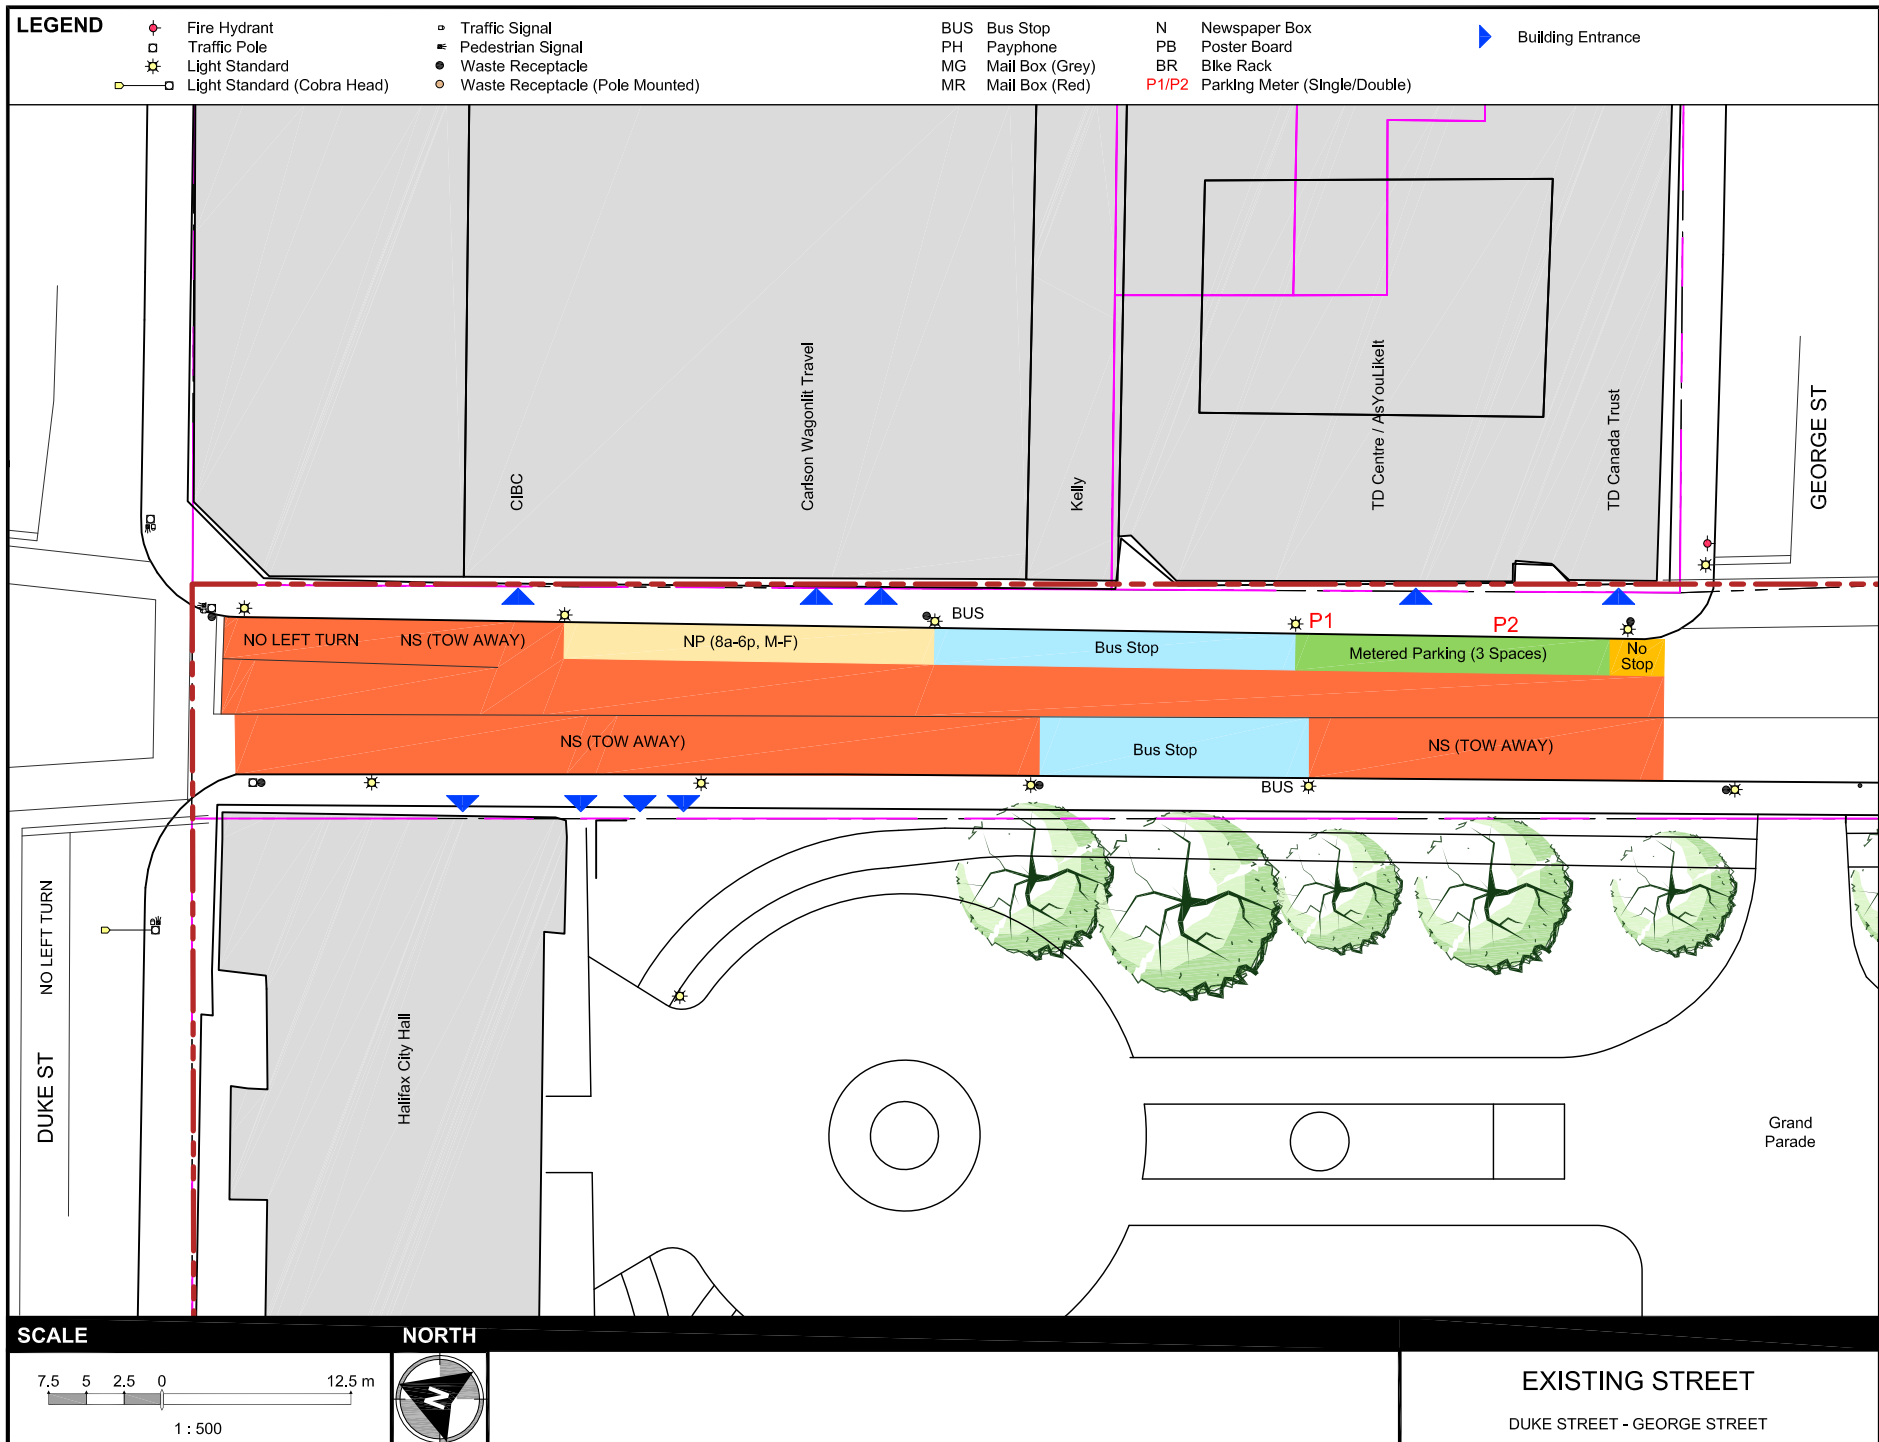 LEGEND
Fire Hydrant
Traffic Pole
Light Standard
Light Standard (Cobra Head)
Traffic Signal
Pedestrian Signal
Waste Receptacle
Waste Receptacle (Pole Mounted)
BUS Bus Stop
PH Payphone
MG Mail Box (Grey)
MR Mail Box (Red)
N Newspaper Box
PB Poster Board
BR Bike Rack
P1/P2 Parking Meter (Single/Double)
Building Entrance
CIBC
Carlson Wagonlit Travel
Kelly
TD Centre / AsYouLikeIt
TD Canada Trust
GEORGE ST
BUS
P1
P2
NO LEFT TURN
NS (TOW AWAY)
NP (8a-6p, M-F)
Bus Stop
Metered Parking (3 Spaces)
No
Stop
NS (TOW AWAY)
Bus Stop
NS (TOW AWAY)
BUS
NO LEFT TURN
DUKE ST
Halifax City Hall
Grand
Parade
SCALE
NORTH
7.5 5 2.5 0 12.5 m
1 : 500
N
EXISTING STREET
DUKE STREET - GEORGE STREET